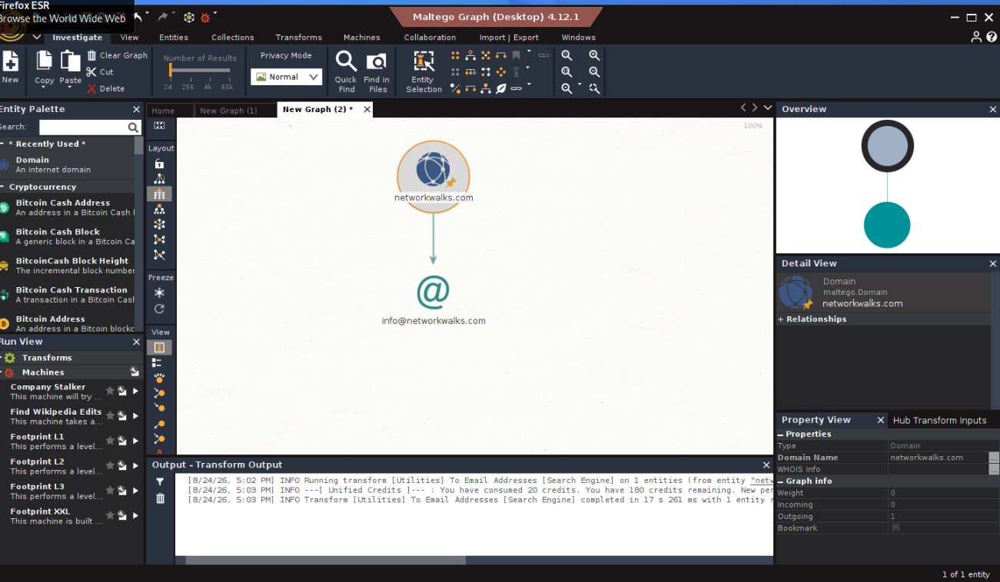 Firefox ESR
Browse the World Wide Web
Maltego Graph (Desktop) 4.12.1
Investigate View Entities Collections Transforms Machines Collaboration Import | Export Windows
New
Copy
Paste
Clear Graph
Cut
Delete
Number of Results
24 256 4k 65k
Privacy Mode
Normal
Quick
Find
Find in
Files
Entity
Selection
Entity Palette
Search:
* Recently Used *
Domain
An internet domain
Cryptocurrency
Bitcoin Cash Address
An address in a Bitcoin Cash
Bitcoin Cash Block
A generic block in a Bitcoin Ca
BitcoinCash Block Height
The incremental block number
Bitcoin Cash Transaction
A transaction in a Bitcoin Cash
Bitcoin Address
An address in a Bitcoin blockc
Run View
Transforms
Machines
Company Stalker
This machine will try ...
Find Wikipedia Edits
This machine takes a...
Footprint L1
This performs a level...
Footprint L2
This performs a level...
Footprint L3
This performs a level...
Footprint XXL
This machine is built ...
Home New Graph (1) New Graph (2) *
Layout
Freeze
View
100%
networkwalks.com
@
info@networkwalks.com
Output - Transform Output
[8/24/26, 5:02 PM] INFO Running transform [Utilities] To Email Addresses [Search Engine] on 1 entities (from entity "netw
[8/24/26, 5:03 PM] INFO ---[ Unified Credits ]--- : You have consumed 20 credits. You have 180 credits remaining. New per
[8/24/26, 5:03 PM] INFO Transform [Utilities] To Email Addresses [Search Engine] completed in 17 s 261 ms with 1 entity r
Overview
Detail View
Domain
maltego.Domain
networkwalks.com
+ Relationships
Property View Hub Transform Inputs
Properties
Type Domain
Domain Name networkwalks.com ...
WHOIS Info ...
Graph info
Weight 0
Incoming 0
Outgoing 1
Bookmark
1 of 1 entity